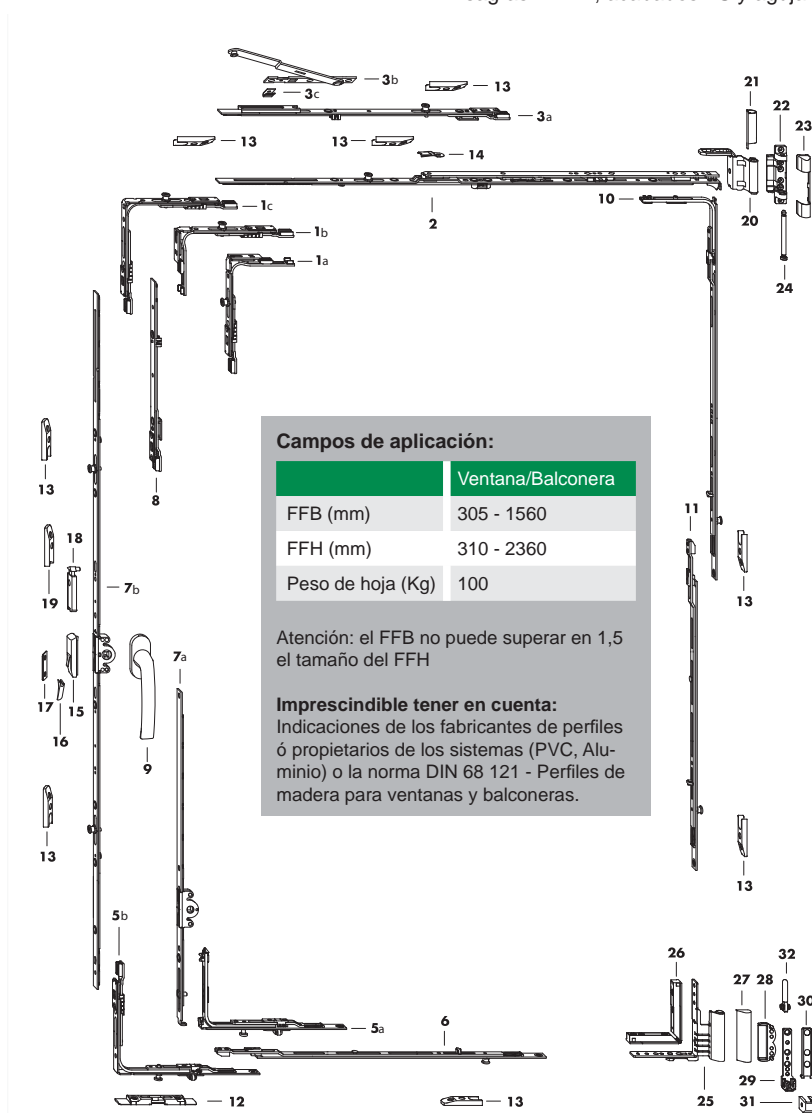 3b
13
3c
3a
13
13
14
21
22
23
2
10
20
24
1c
1b
1a
8
13
18
19
7b
17
16
15
9
7a
13
11
13
13
Campos de aplicación:
Ventana/Balconera
FFB (mm) 305 - 1560
FFH (mm) 310 - 2360
Peso de hoja (Kg) 100
Atención: el FFB no puede superar en 1,5
el tamaño del FFH
Imprescindible tener en cuenta:
Indicaciones de los fabricantes de perfiles
ó propietarios de los sistemas (PVC, Alu-
minio) o la norma DIN 68 121 - Perfiles de
madera para ventanas y balconeras.
5b
5a
6
12
13
26
27
28
32
30
25
29
31